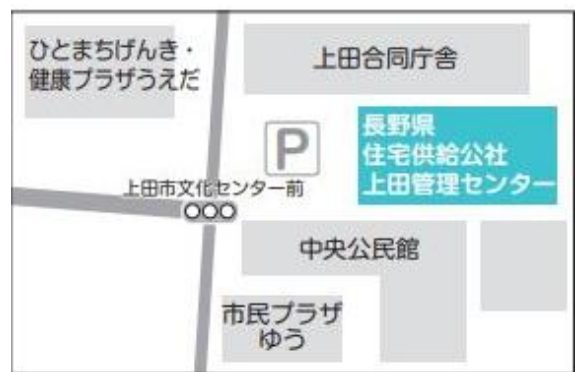 ひとまちげんき・
健康プラザうえだ
上田合同庁舎
P
長野県
住宅供給公社
上田管理センター
上田市文化センター前
中央公民館
市民プラザ
ゆう